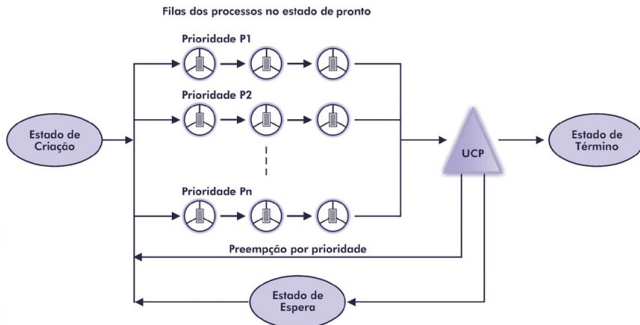 Filas dos processos no estado de pronto
Prioridade P1
Prioridade P2
Estado de
Criação
UCP
Estado de
Término
Prioridade Pn
Preempção por prioridade
Estado de
Espera